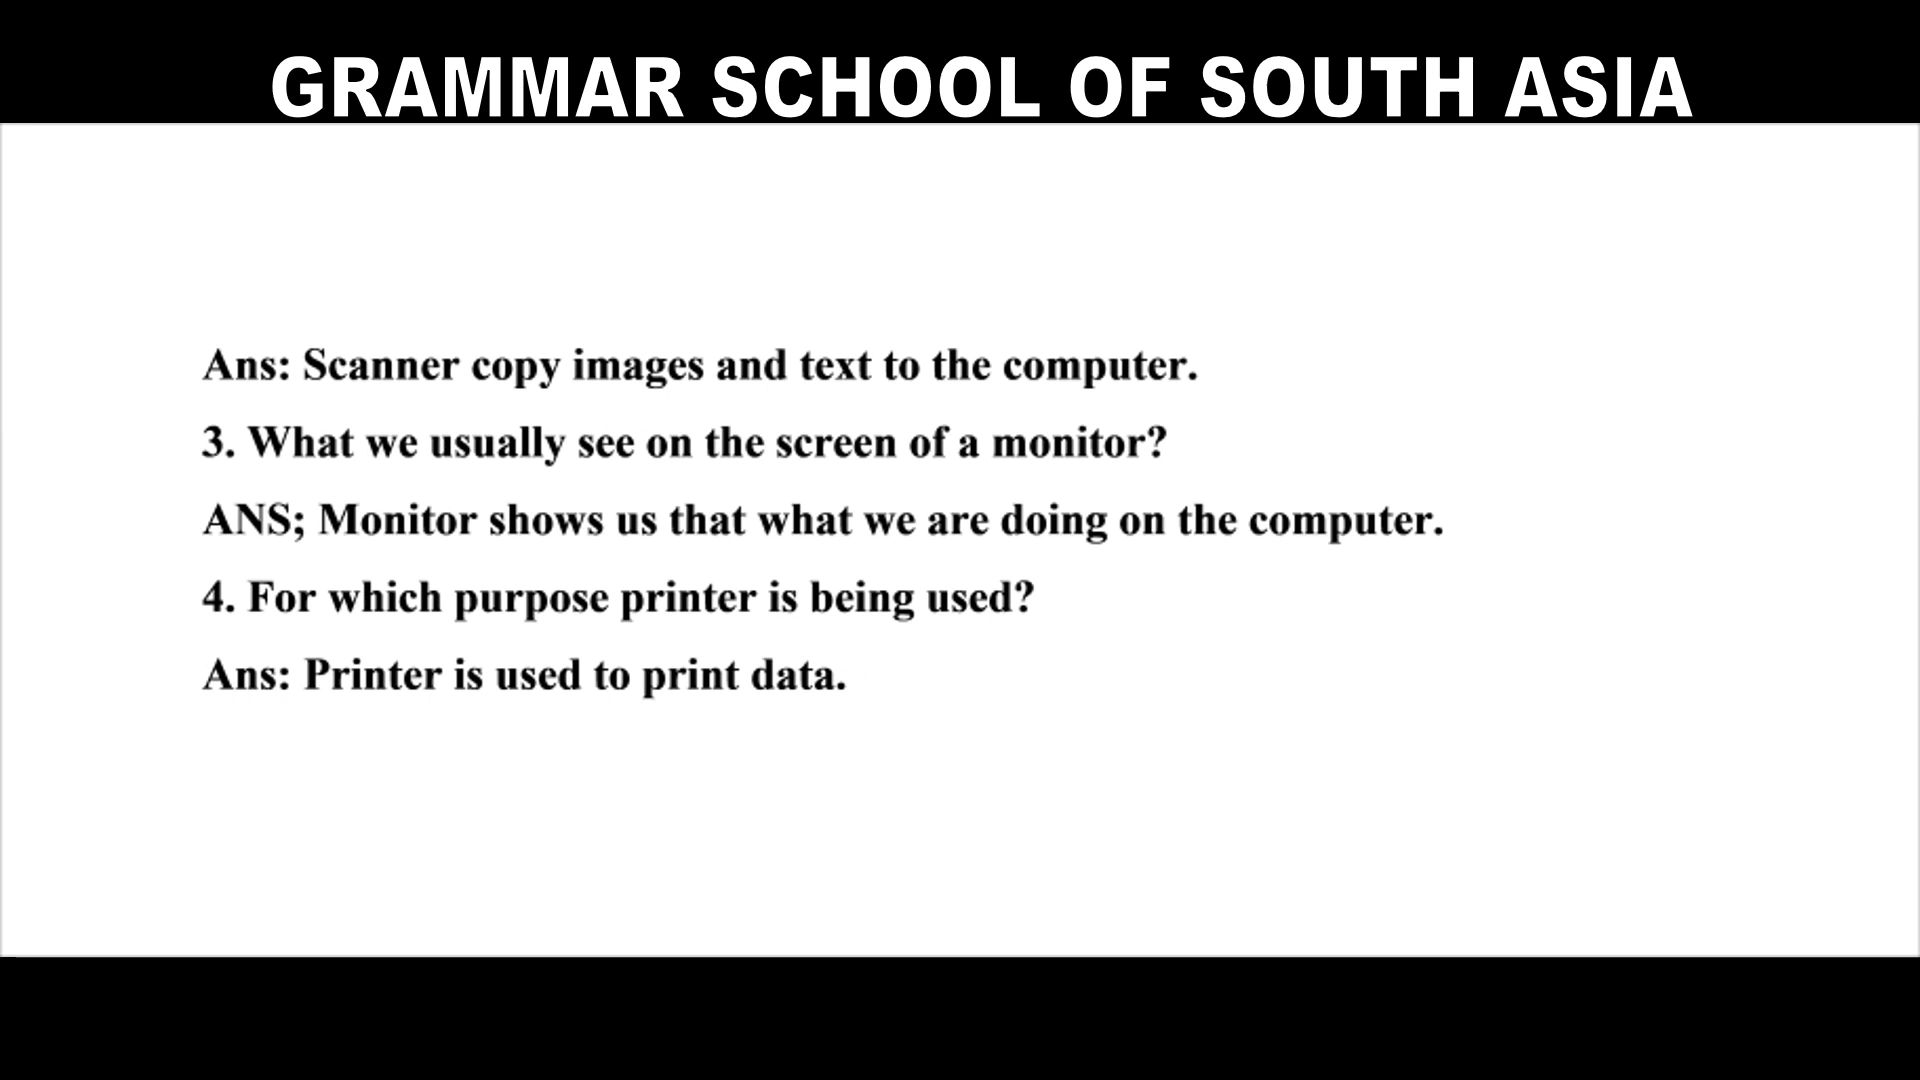 GRAMMAR SCHOOL OF SOUTH ASIA
Ans: Scanner copy images and text to the computer.
3. What we usually see on the screen of a monitor?
ANS; Monitor shows us that what we are doing on the computer.
4. For which purpose printer is being used?
Ans: Printer is used to print data.